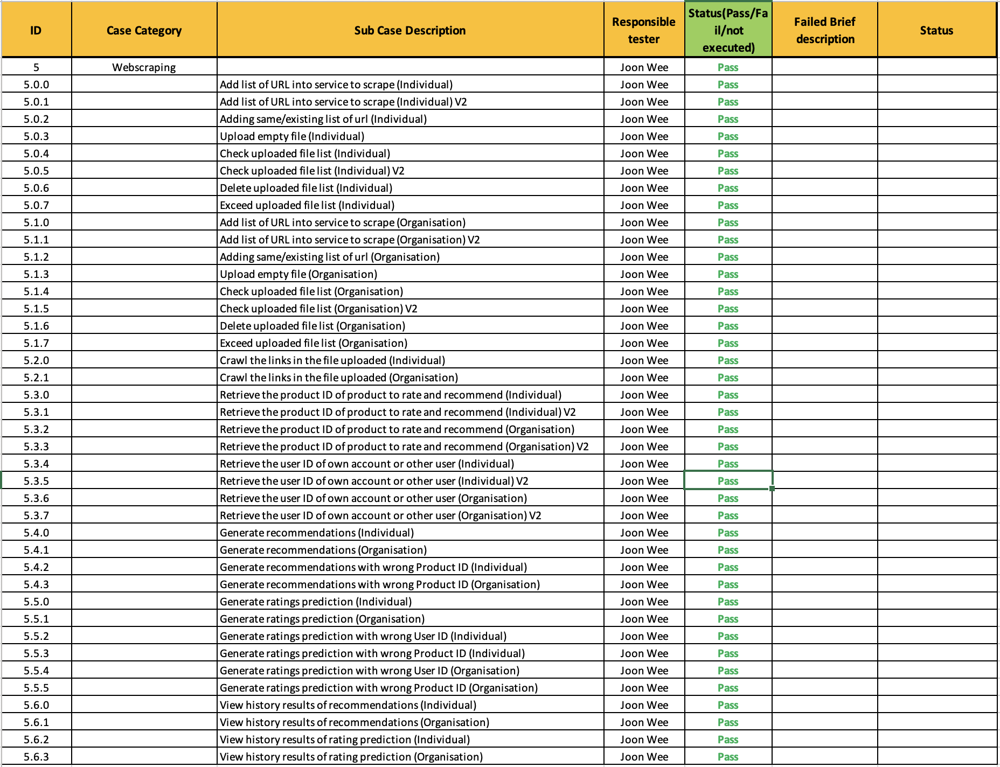 ID Case Category Sub Case Description Responsible tester Status(Pass/Fail/not executed) Failed Brief description Status
5 Webscraping Joon Wee Pass
5.0.0 Add list of URL into service to scrape (Individual) Joon Wee Pass
5.0.1 Add list of URL into service to scrape (Individual) V2 Joon Wee Pass
5.0.2 Adding same/existing list of url (Individual) Joon Wee Pass
5.0.3 Upload empty file (Individual) Joon Wee Pass
5.0.4 Check uploaded file list (Individual) Joon Wee Pass
5.0.5 Check uploaded file list (Individual) V2 Joon Wee Pass
5.0.6 Delete uploaded file list (Individual) Joon Wee Pass
5.0.7 Exceed uploaded file list (Individual) Joon Wee Pass
5.1.0 Add list of URL into service to scrape (Organisation) Joon Wee Pass
5.1.1 Add list of URL into service to scrape (Organisation) V2 Joon Wee Pass
5.1.2 Adding same/existing list of url (Organisation) Joon Wee Pass
5.1.3 Upload empty file (Organisation) Joon Wee Pass
5.1.4 Check uploaded file list (Organisation) Joon Wee Pass
5.1.5 Check uploaded file list (Organisation) V2 Joon Wee Pass
5.1.6 Delete uploaded file list (Organisation) Joon Wee Pass
5.1.7 Exceed uploaded file list (Organisation) Joon Wee Pass
5.2.0 Crawl the links in the file uploaded (Individual) Joon Wee Pass
5.2.1 Crawl the links in the file uploaded (Organisation) Joon Wee Pass
5.3.0 Retrieve the product ID of product to rate and recommend (Individual) Joon Wee Pass
5.3.1 Retrieve the product ID of product to rate and recommend (Individual) V2 Joon Wee Pass
5.3.2 Retrieve the product ID of product to rate and recommend (Organisation) Joon Wee Pass
5.3.3 Retrieve the product ID of product to rate and recommend (Organisation) V2 Joon Wee Pass
5.3.4 Retrieve the user ID of own account or other user (Individual) Joon Wee Pass
5.3.5 Retrieve the user ID of own account or other user (Individual) V2 Joon Wee Pass
5.3.6 Retrieve the user ID of own account or other user (Organisation) Joon Wee Pass
5.3.7 Retrieve the user ID of own account or other user (Organisation) V2 Joon Wee Pass
5.4.0 Generate recommendations (Individual) Joon Wee Pass
5.4.1 Generate recommendations (Organisation) Joon Wee Pass
5.4.2 Generate recommendations with wrong Product ID (Individual) Joon Wee Pass
5.4.3 Generate recommendations with wrong Product ID (Organisation) Joon Wee Pass
5.5.0 Generate ratings prediction (Individual) Joon Wee Pass
5.5.1 Generate ratings prediction (Organisation) Joon Wee Pass
5.5.2 Generate ratings prediction with wrong User ID (Individual) Joon Wee Pass
5.5.3 Generate ratings prediction with wrong Product ID (Individual) Joon Wee Pass
5.5.4 Generate ratings prediction with wrong User ID (Organisation) Joon Wee Pass
5.5.5 Generate ratings prediction with wrong Product ID (Organisation) Joon Wee Pass
5.6.0 View history results of recommendations (Individual) Joon Wee Pass
5.6.1 View history results of recommendations (Organisation) Joon Wee Pass
5.6.2 View history results of rating prediction (Individual) Joon Wee Pass
5.6.3 View history results of rating prediction (Organisation) Joon Wee Pass